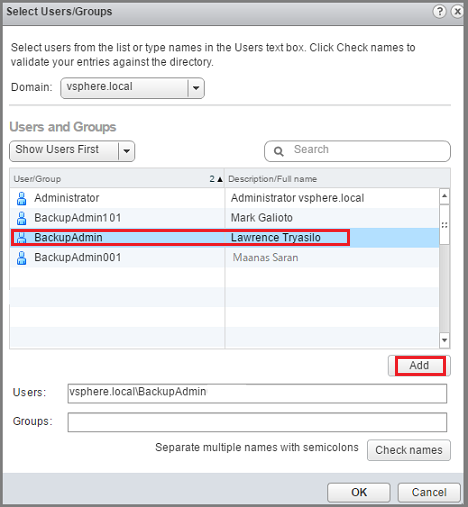 Select Users/Groups
Select users from the list or type names in the Users text box. Click Check names to
validate your entries against the directory.
Domain: vsphere.local
Users and Groups
Show Users First Search
User/Group 2 Description/Full name
Administrator Administrator vsphere.local
BackupAdmin101 Mark Galioto
BackupAdmin Lawrence Tryasilo
BackupAdmin001 Maanas Saran
Add
Users: vsphere.local\BackupAdmin
Groups:
Separate multiple names with semicolons Check names
OK Cancel